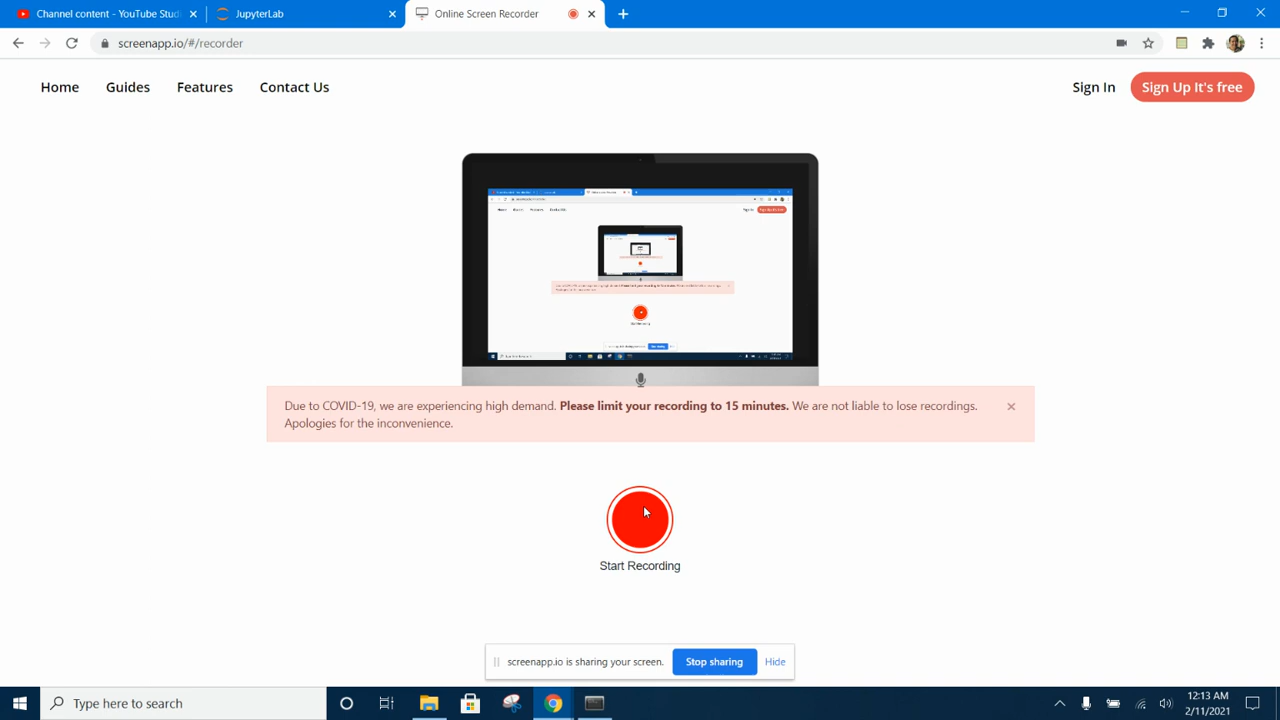 Channel content - YouTube Studi
JupyterLab
Online Screen Recorder
screenapp.io/#/recorder
Home
Guides
Features
Contact Us
Sign In
Sign Up It's free
Due to COVID-19, we are experiencing high demand. Please limit your recording to 15 minutes. We are not liable to lose recordings.
Apologies for the inconvenience.
Start Recording
screenapp.io is sharing your screen.
Stop sharing
Hide
Type here to search
12:13 AM
2/11/2021